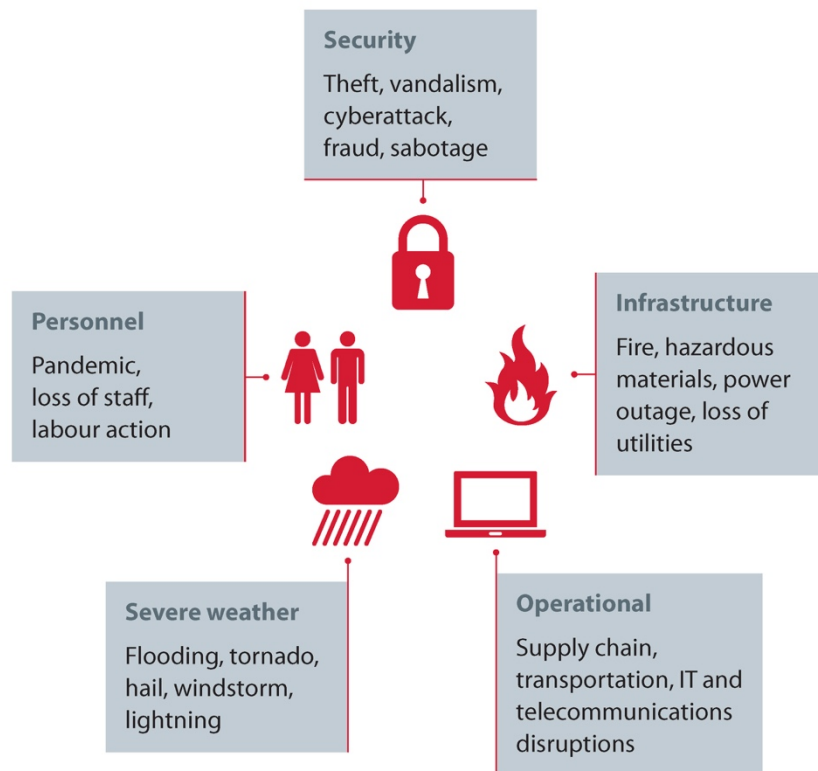 Security
Theft, vandalism,
cyberattack,
fraud, sabotage
Personnel
Pandemic,
loss of staff,
labour action
Infrastructure
Fire, hazardous
materials, power
outage, loss of
utilities
Severe weather
Flooding, tornado,
hail, windstorm,
lightning
Operational
Supply chain,
transportation, IT and
telecommunications
disruptions